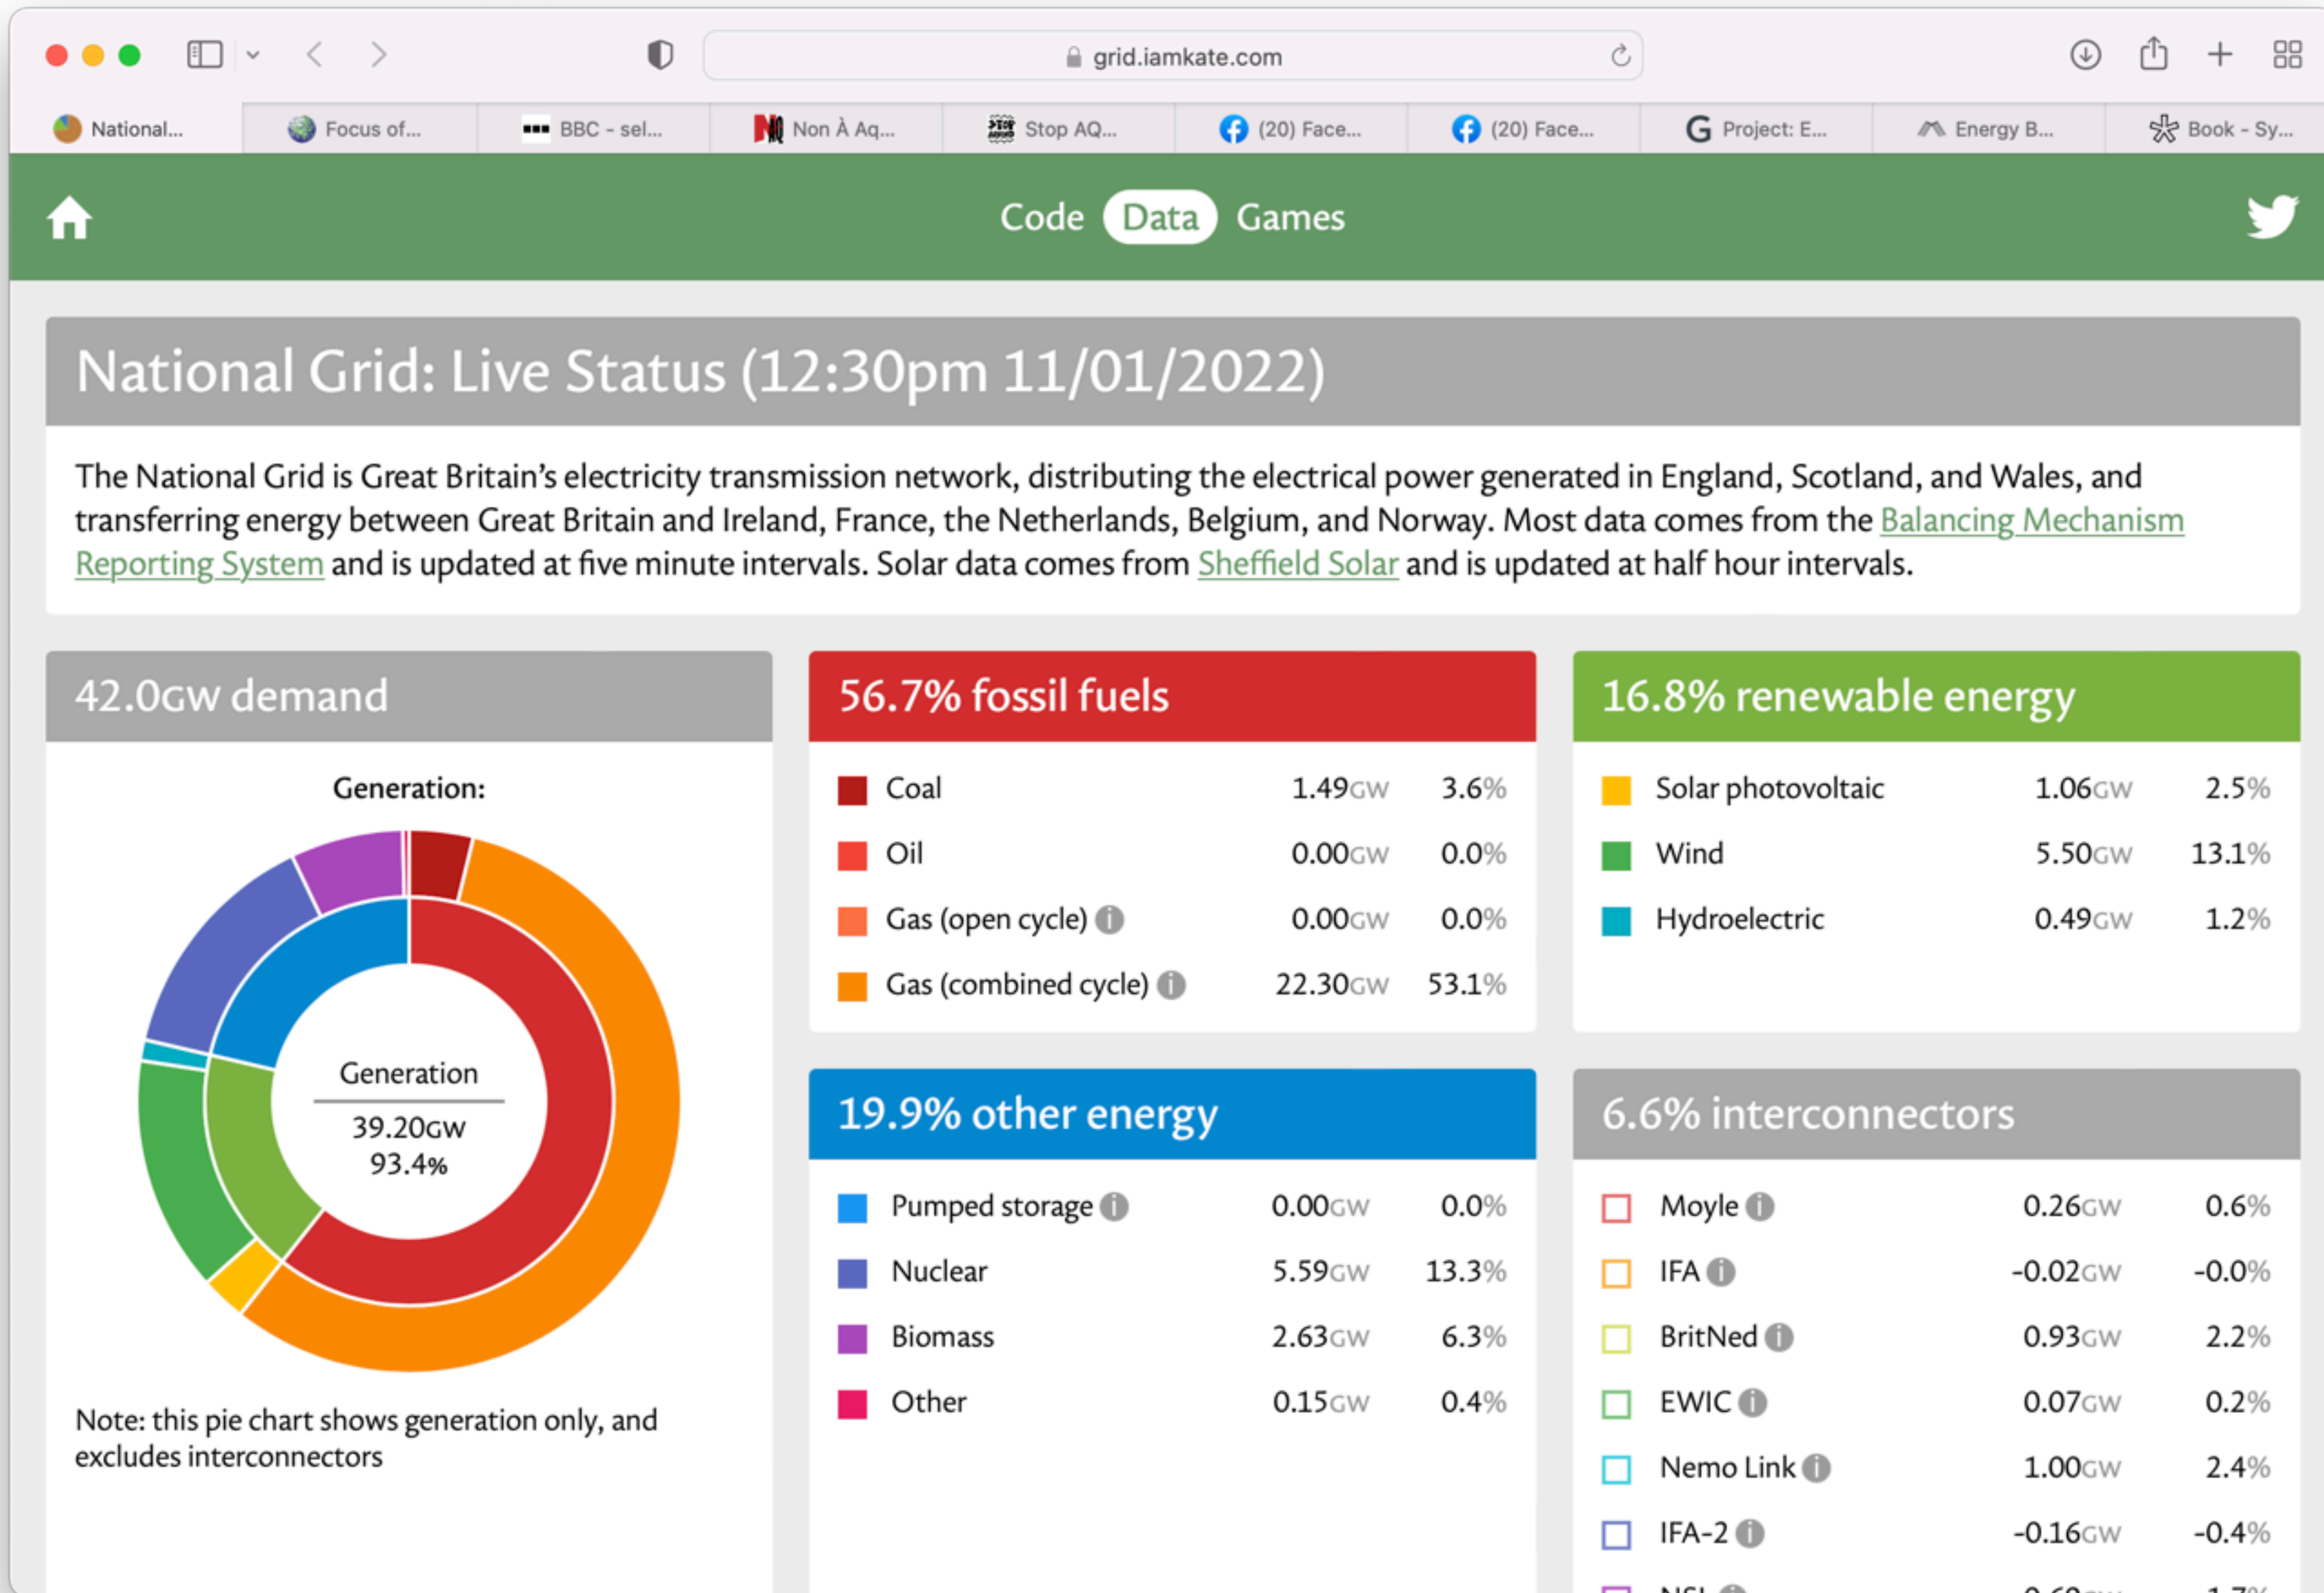 grid.iamkate.com
National...
Focus of...
BBC - sel...
Non À Aq...
Stop AQ...
(20) Face...
(20) Face...
Project: E...
Energy B...
Book - Sy...
Code Data Games
National Grid: Live Status (12:30pm 11/01/2022)
The National Grid is Great Britain's electricity transmission network, distributing the electrical power generated in England, Scotland, and Wales, and
transferring energy between Great Britain and Ireland, France, the Netherlands, Belgium, and Norway. Most data comes from the Balancing Mechanism
Reporting System and is updated at five minute intervals. Solar data comes from Sheffield Solar and is updated at half hour intervals.
42.0GW demand
Generation:
Generation
39.20GW
93.4%
Note: this pie chart shows generation only, and
excludes interconnectors
56.7% fossil fuels
Coal 1.49GW 3.6%
Oil 0.00GW 0.0%
Gas (open cycle) 0.00GW 0.0%
Gas (combined cycle) 22.30GW 53.1%
16.8% renewable energy
Solar photovoltaic 1.06GW 2.5%
Wind 5.50GW 13.1%
Hydroelectric 0.49GW 1.2%
19.9% other energy
Pumped storage 0.00GW 0.0%
Nuclear 5.59GW 13.3%
Biomass 2.63GW 6.3%
Other 0.15GW 0.4%
6.6% interconnectors
Moyle 0.26GW 0.6%
IFA -0.02GW -0.0%
BritNed 0.93GW 2.2%
EWIC 0.07GW 0.2%
Nemo Link 1.00GW 2.4%
IFA-2 -0.16GW -0.4%